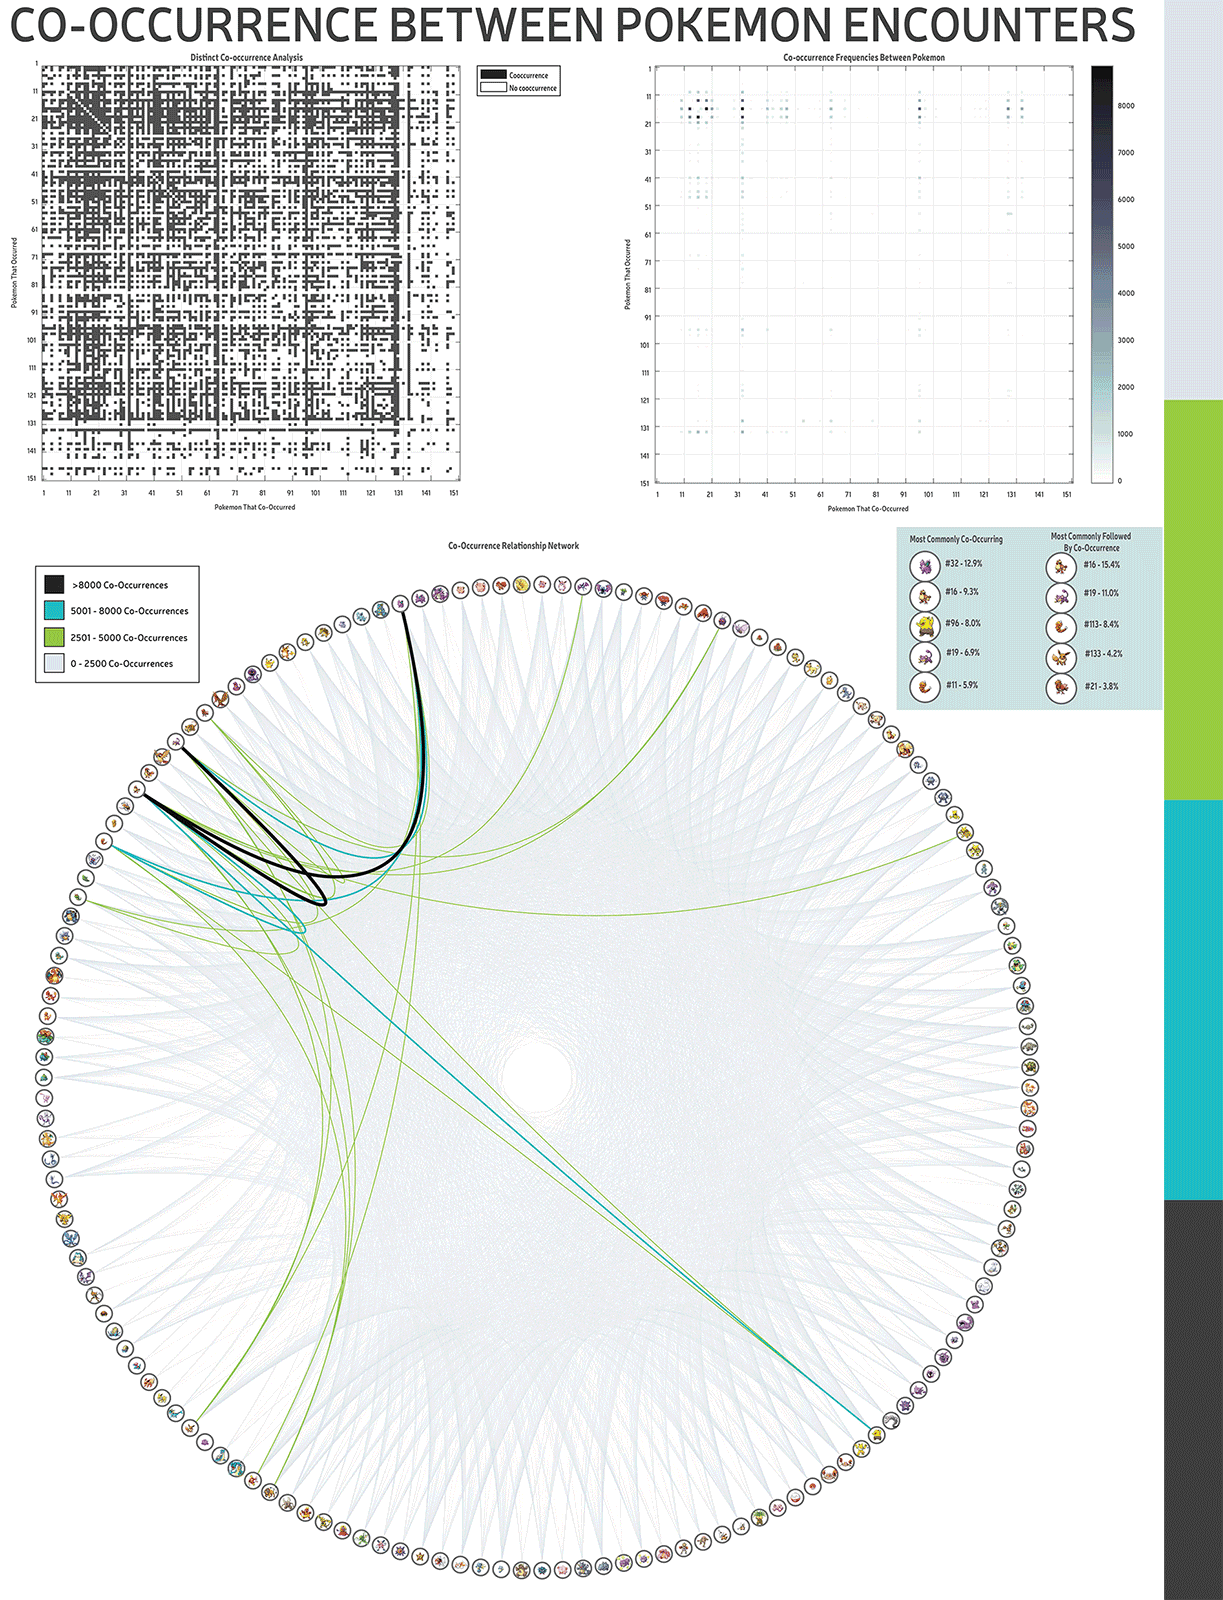 CO-OCCURRENCE BETWEEN POKEMON ENCOUNTERS
Distinct Co-occurrence Analysis
Cooccurrence
No cooccurrence
1
11
21
31
41
51
61
71
81
91
101
111
121
131
141
151
Pokemon That Occurred
1 11 21 31 41 51 61 71 81 91 101 111 121 131 141 151
Pokemon That Co-Occurred
Co-occurrence Frequencies Between Pokemon
1
11
21
31
41
51
61
71
81
91
101
111
121
131
141
151
Pokemon That Occurred
1 11 21 31 41 51 61 71 81 91 101 111 121 131 141 151
Pokemon That Co-Occurred
8000
7000
6000
5000
4000
3000
2000
1000
0
Co-Occurrence Relationship Network
>8000 Co-Occurrences
5001 - 8000 Co-Occurrences
2501 - 5000 Co-Occurrences
0 - 2500 Co-Occurrences
Most Commonly Co-Occurring
#32 - 12.9%
#16 - 9.3%
#96 - 8.0%
#19 - 6.9%
#11 - 5.9%
Most Commonly Followed
By Co-Occurrence
#16 - 15.4%
#19 - 11.0%
#113 - 8.4%
#133 - 4.2%
#21 - 3.8%